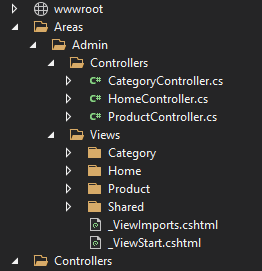 wwwroot
Areas
Admin
Controllers
C# CategoryController.cs
C# HomeController.cs
C# ProductController.cs
Views
Category
Home
Product
Shared
_ViewImports.cshtml
_ViewStart.cshtml
Controllers